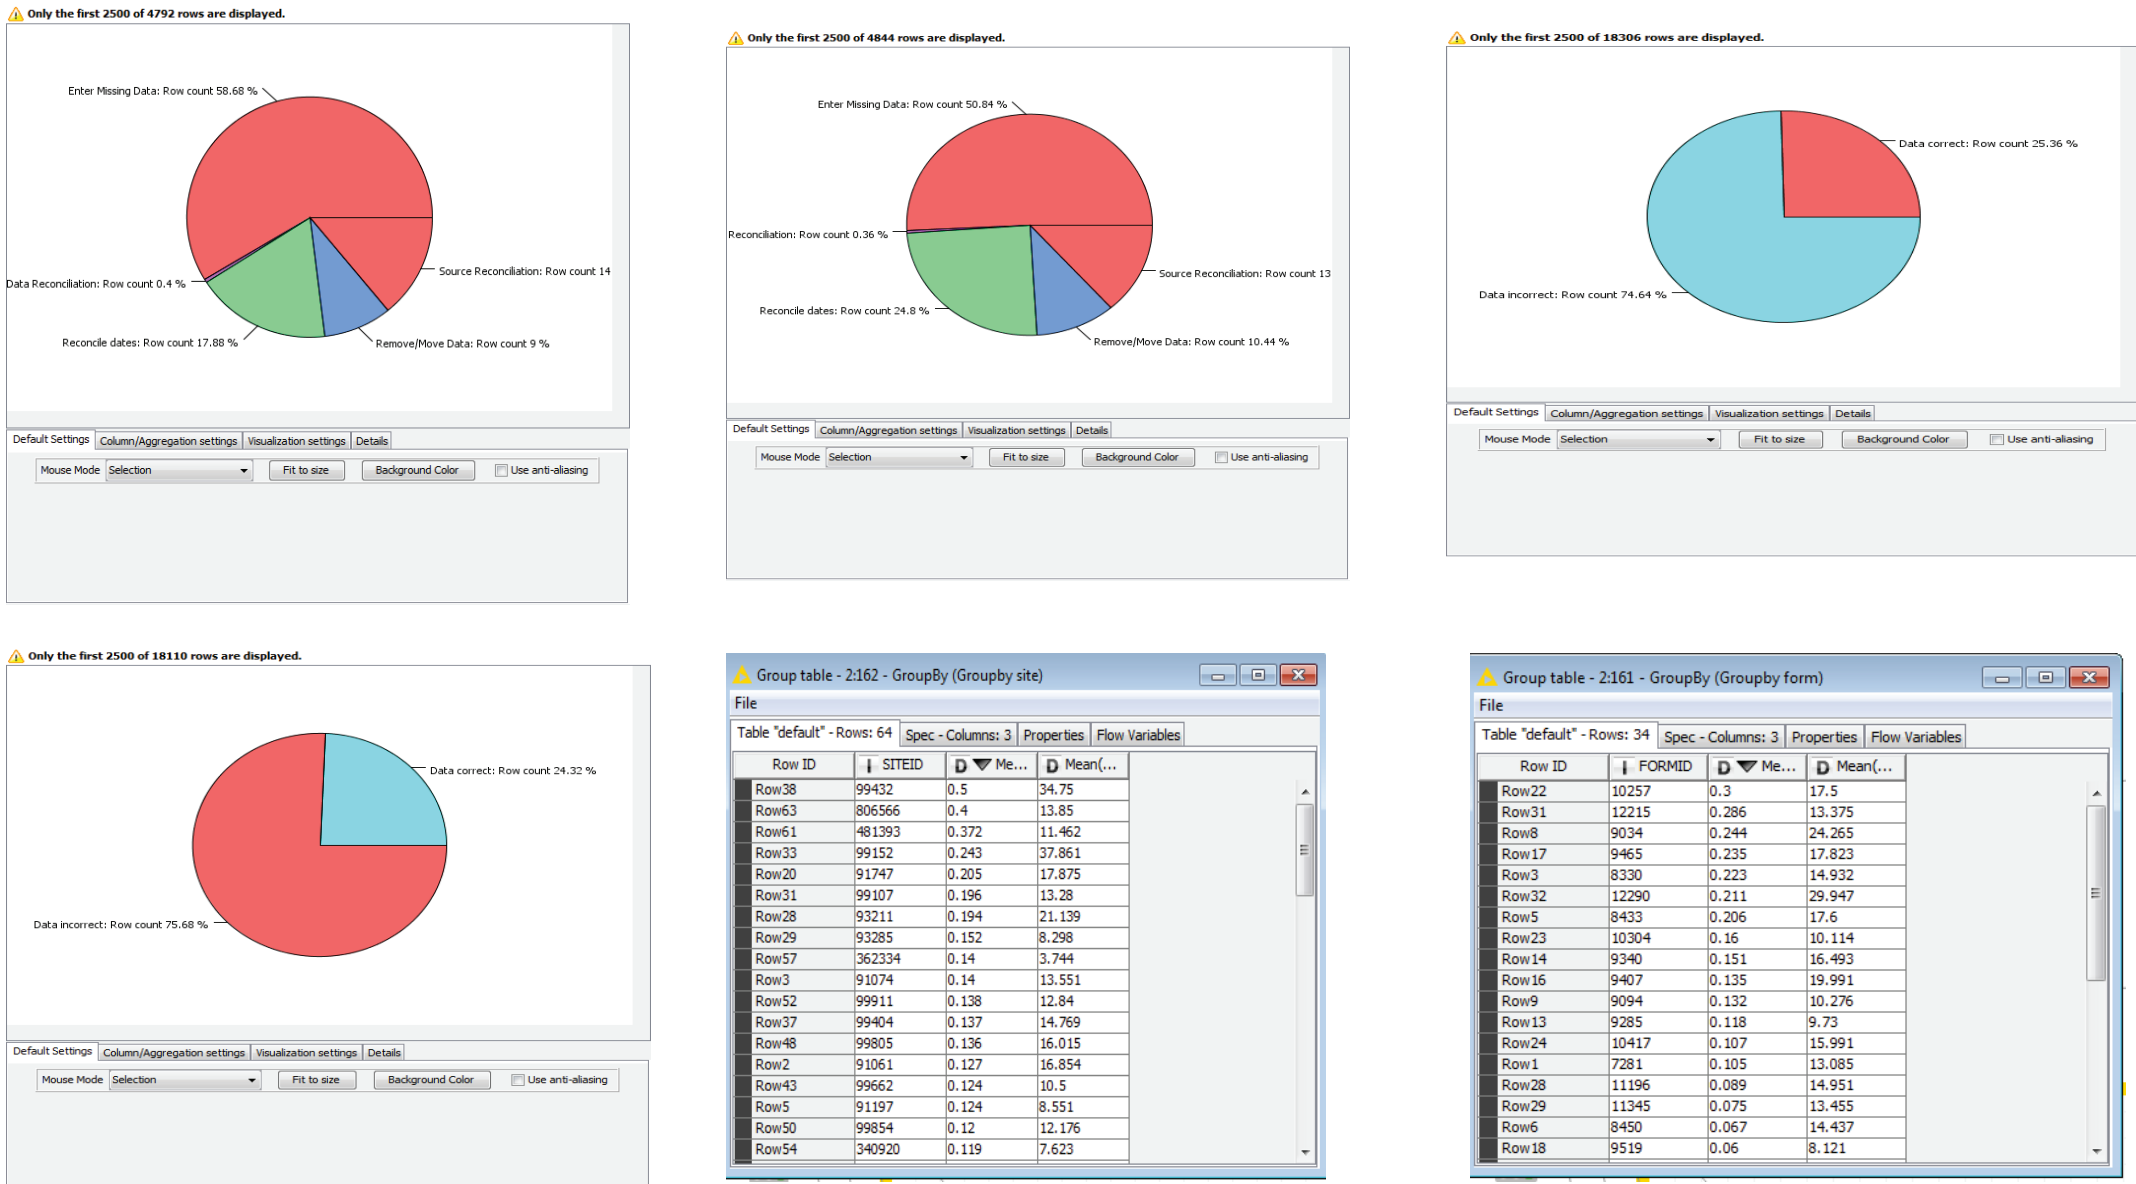 Only the first 2500 of 4792 rows are displayed.
Enter Missing Data: Row count 58.68 %
Source Reconciliation: Row count 14
Data Reconciliation: Row count 0.4 %
Reconcile dates: Row count 17.88 %
Remove/Move Data: Row count 9 %
Default Settings Column/Aggregation settings Visualization settings Details
Mouse Mode Selection Fit to size Background Color Use anti-aliasing
Only the first 2500 of 4844 rows are displayed.
Enter Missing Data: Row count 50.84 %
Reconciliation: Row count 0.36 %
Source Reconciliation: Row count 13
Reconcile dates: Row count 24.8 %
Remove/Move Data: Row count 10.44 %
Default Settings Column/Aggregation settings Visualization settings Details
Mouse Mode Selection Fit to size Background Color Use anti-aliasing
Only the first 2500 of 18306 rows are displayed.
Data correct: Row count 25.36 %
Data incorrect: Row count 74.64 %
Default Settings Column/Aggregation settings Visualization settings Details
Mouse Mode Selection Fit to size Background Color Use anti-aliasing
Only the first 2500 of 18110 rows are displayed.
Data correct: Row count 24.32 %
Data incorrect: Row count 75.68 %
Default Settings Column/Aggregation settings Visualization settings Details
Mouse Mode Selection Fit to size Background Color Use anti-aliasing
Group table - 2:162 - GroupBy (Groupby site)
File
Table "default" - Rows: 64 Spec - Columns: 3 Properties Flow Variables
Row ID I SITEID D Me... D Mean(...
Row38 99432 0.5 34.75
Row63 806566 0.4 13.85
Row61 481393 0.372 11.462
Row33 99152 0.243 37.861
Row20 91747 0.205 17.875
Row31 99107 0.196 13.28
Row28 93211 0.194 21.139
Row29 93285 0.152 8.298
Row57 362334 0.14 3.744
Row3 91074 0.14 13.551
Row52 99911 0.138 12.84
Row37 99404 0.137 14.769
Row48 99805 0.136 16.015
Row2 91061 0.127 16.854
Row43 99662 0.124 10.5
Row5 91197 0.124 8.551
Row50 99854 0.12 12.176
Row54 340920 0.119 7.623
Group table - 2:161 - GroupBy (Groupby form)
File
Table "default" - Rows: 34 Spec - Columns: 3 Properties Flow Variables
Row ID I FORMID D Me... D Mean(...
Row22 10257 0.3 17.5
Row31 12215 0.286 13.375
Row8 9034 0.244 24.265
Row17 9465 0.235 17.823
Row3 8330 0.223 14.932
Row32 12290 0.211 29.947
Row5 8433 0.206 17.6
Row23 10304 0.16 10.114
Row14 9340 0.151 16.493
Row16 9407 0.135 19.991
Row9 9094 0.132 10.276
Row13 9285 0.118 9.73
Row24 10417 0.107 15.991
Row1 7281 0.105 13.085
Row28 11196 0.089 14.951
Row29 11345 0.075 13.455
Row6 8450 0.067 14.437
Row18 9519 0.06 8.121